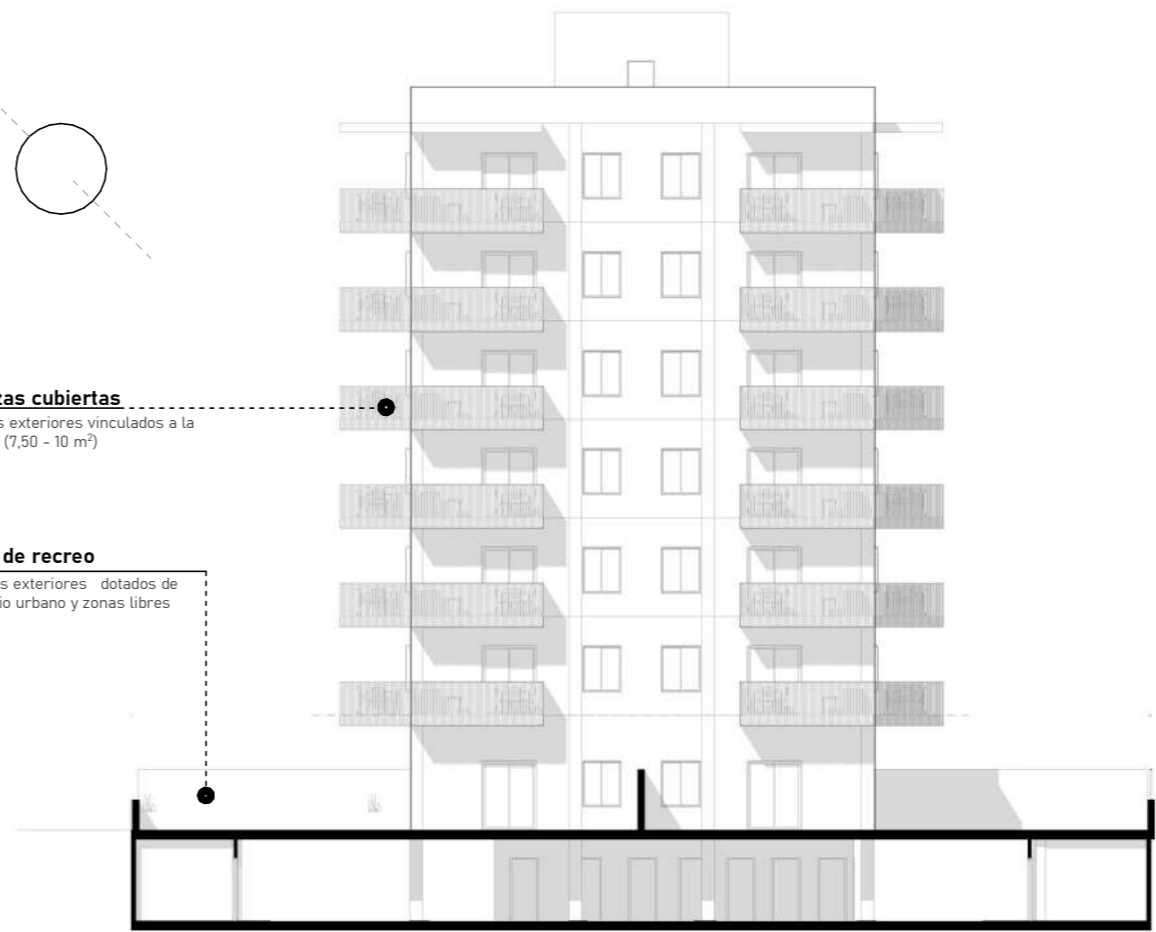 zas cubiertas
s exteriores vinculados a la
(7,50 - 10 m²)
de recreo
s exteriores dotados de
io urbano y zonas libres